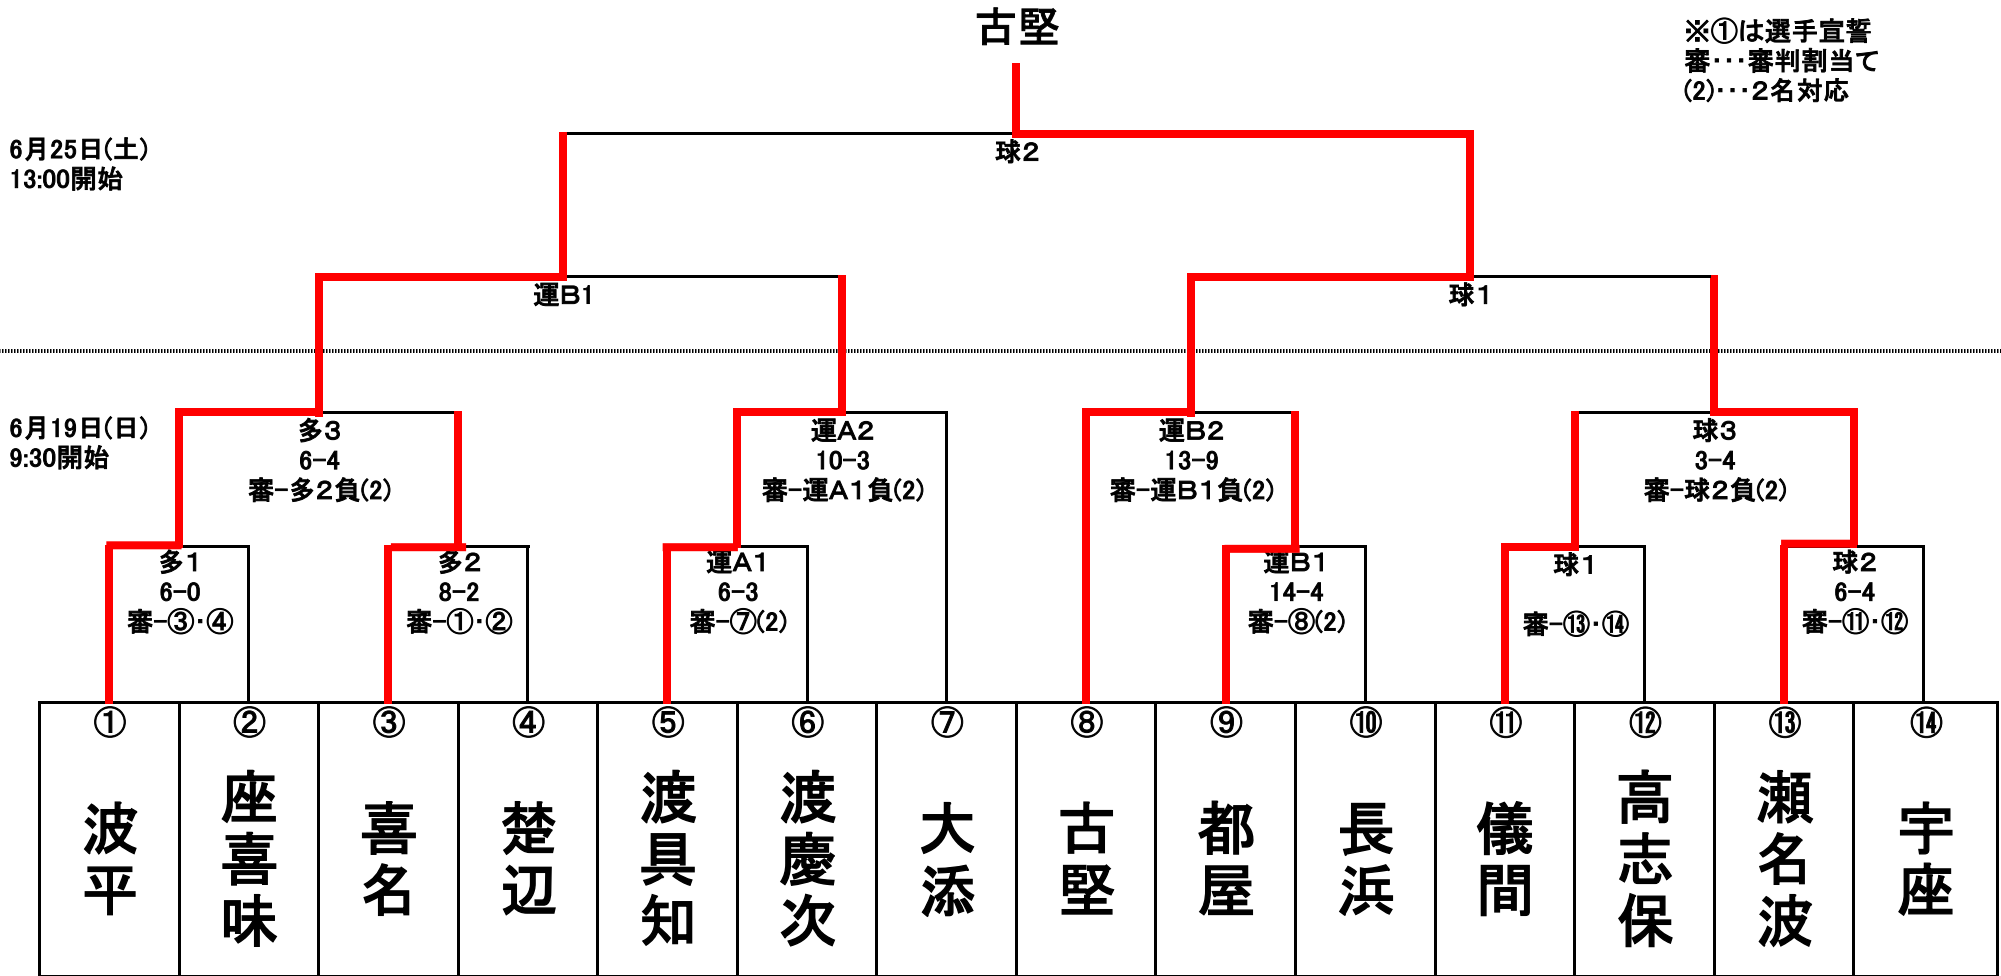 古堅
※①は選手宣誓
審･･･審判割当て
(2)･･･2名対応
6月25日(土)
13:00開始
球2
運B1
球1
6月19日(日)
9:30開始
多3
6-4
審-多2負(2)
運A2
10-3
審-運A1負(2)
運B2
13-9
審-運B1負(2)
球3
3-4
審-球2負(2)
多1
6-0
審-③･④
多2
8-2
審-①･②
運A1
6-3
審-⑦(2)
運B1
14-4
審-⑧(2)
球1
審-⑬･⑭
球2
6-4
審-⑪･⑫
①
波平
②
座喜味
③
喜名
④
楚辺
⑤
渡具知
⑥
渡慶次
⑦
大添
⑧
古堅
⑨
都屋
⑩
長浜
⑪
儀間
⑫
高志保
⑬
瀬名波
⑭
宇座